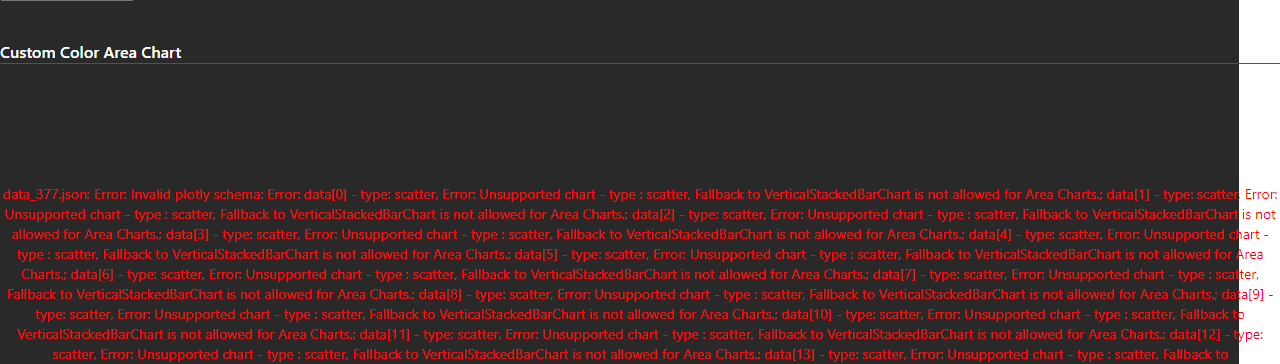 Custom Color Area Chart
data_377.json: Error: Invalid plotly schema: Error: data[0] - type: scatter, Error: Unsupported chart - type : scatter, Fallback to VerticalStackedBarChart is not allowed for Area Charts.; data[1] - type: scatter, Error:
Unsupported chart - type : scatter, Fallback to VerticalStackedBarChart is not allowed for Area Charts.; data[2] - type: scatter, Error: Unsupported chart - type : scatter, Fallback to VerticalStackedBarChart is not
allowed for Area Charts.; data[3] - type: scatter, Error: Unsupported chart - type : scatter, Fallback to VerticalStackedBarChart is not allowed for Area Charts.; data[4] - type: scatter, Error: Unsupported chart -
type : scatter, Fallback to VerticalStackedBarChart is not allowed for Area Charts.; data[5] - type: scatter, Error: Unsupported chart - type : scatter, Fallback to VerticalStackedBarChart is not allowed for Area
Charts.; data[6] - type: scatter, Error: Unsupported chart - type : scatter, Fallback to VerticalStackedBarChart is not allowed for Area Charts.; data[7] - type: scatter, Error: Unsupported chart - type : scatter,
Fallback to VerticalStackedBarChart is not allowed for Area Charts.; data[8] - type: scatter, Error: Unsupported chart - type : scatter, Fallback to VerticalStackedBarChart is not allowed for Area Charts.; data[9] -
type: scatter, Error: Unsupported chart - type : scatter, Fallback to VerticalStackedBarChart is not allowed for Area Charts.; data[10] - type: scatter, Error: Unsupported chart - type : scatter, Fallback to
VerticalStackedBarChart is not allowed for Area Charts.; data[11] - type: scatter, Error: Unsupported chart - type : scatter, Fallback to VerticalStackedBarChart is not allowed for Area Charts.; data[12] - type:
scatter, Error: Unsupported chart - type : scatter, Fallback to VerticalStackedBarChart is not allowed for Area Charts.; data[13] - type: scatter, Error: Unsupported chart - type : scatter, Fallback to